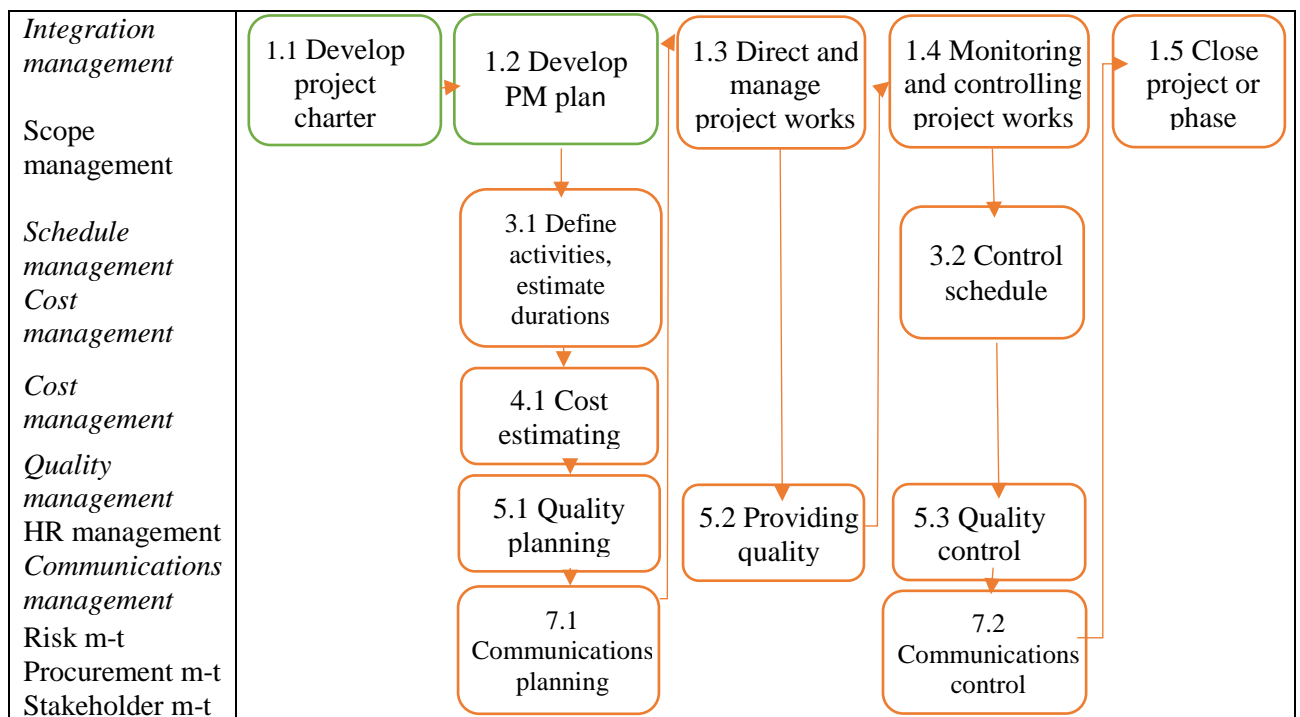 Integration
management
Scope
management
Schedule
management
Cost
management
Cost
management
Quality
management
HR management
Communications
management
Risk m-t
Procurement m-t
Stakeholder m-t
1.1 Develop
project
charter
1.2 Develop
PM plan
1.3 Direct and
manage
project works
1.4 Monitoring
and controlling
project works
1.5 Close
project or
phase
3.1 Define
activities,
estimate
durations
3.2 Control
schedule
4.1 Cost
estimating
5.1 Quality
planning
5.2 Providing
quality
5.3 Quality
control
7.1
Communications
planning
7.2
Communications
control